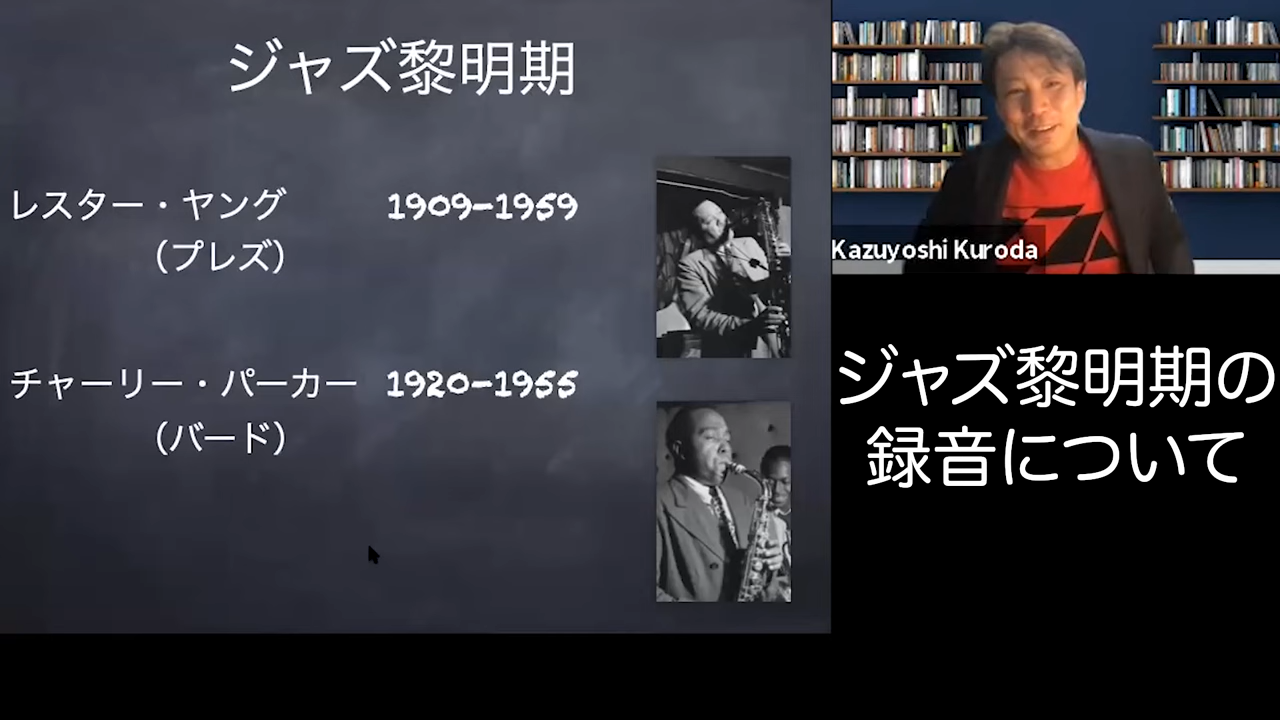 ジャズ黎明期
レスター・ヤング 1909-1959
（プレズ）
チャーリー・パーカー 1920-1955
（バード）
Kazuyoshi Kuroda
ジャズ黎明期の
録音について